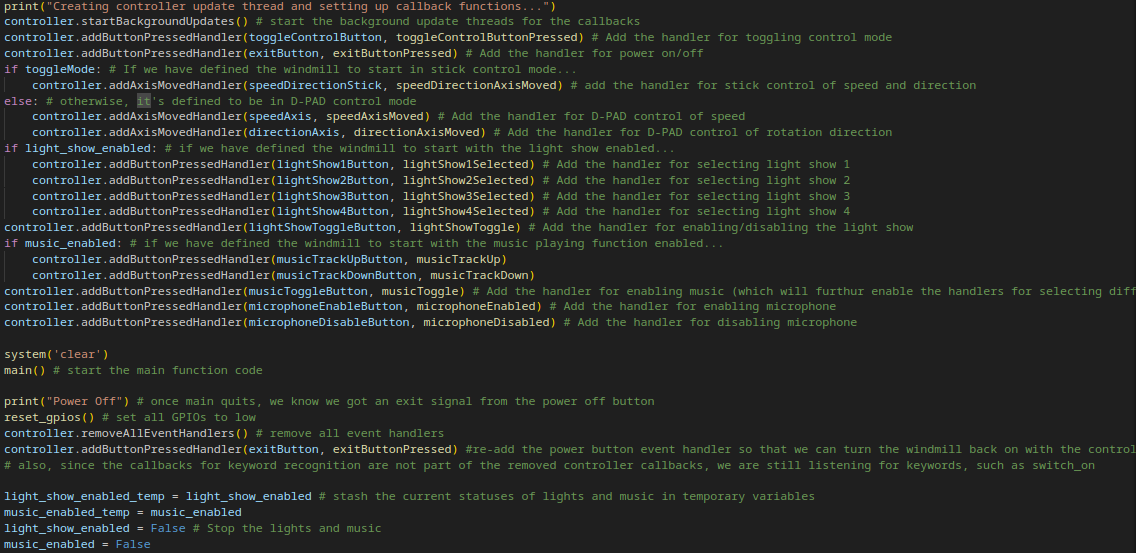 print("Creating controller update thread and setting up callback functions...")
controller.startBackgroundUpdates() # start the background update threads for the callbacks
controller.addButtonPressedHandler(toggleControlButton, toggleControlButtonPressed) # Add the handler for toggling control mode
controller.addButtonPressedHandler(exitButton, exitButtonPressed) # Add the handler for power on/off
if toggleMode: # If we have defined the windmill to start in stick control mode...
    controller.addAxisMovedHandler(speedDirectionStick, speedDirectionAxisMoved) # add the handler for stick control of speed and direction
else: # otherwise, it's defined to be in D-PAD control mode
    controller.addAxisMovedHandler(speedAxis, speedAxisMoved) # Add the handler for D-PAD control of speed
    controller.addAxisMovedHandler(directionAxis, directionAxisMoved) # Add the handler for D-PAD control of rotation direction
if light_show_enabled: # if we have defined the windmill to start with the light show enabled...
    controller.addButtonPressedHandler(lightShow1Button, lightShow1Selected) # Add the handler for selecting light show 1
    controller.addButtonPressedHandler(lightShow2Button, lightShow2Selected) # Add the handler for selecting light show 2
    controller.addButtonPressedHandler(lightShow3Button, lightShow3Selected) # Add the handler for selecting light show 3
    controller.addButtonPressedHandler(lightShow4Button, lightShow4Selected) # Add the handler for selecting light show 4
controller.addButtonPressedHandler(lightShowToggleButton, lightShowToggle) # Add the handler for enabling/disabling the light show
if music_enabled: # if we have defined the windmill to start with the music playing function enabled...
    controller.addButtonPressedHandler(musicTrackUpButton, musicTrackUp)
    controller.addButtonPressedHandler(musicTrackDownButton, musicTrackDown)
controller.addButtonPressedHandler(musicToggleButton, musicToggle) # Add the handler for enabling music (which will furthur enable the handlers for selecting diff
controller.addButtonPressedHandler(microphoneEnableButton, microphoneEnabled) # Add the handler for enabling microphone
controller.addButtonPressedHandler(microphoneDisableButton, microphoneDisabled) # Add the handler for disabling microphone
system('clear')
main() # start the main function code
print("Power Off") # once main quits, we know we got an exit signal from the power off button
reset_gpios() # set all GPIOs to low
controller.removeAllEventHandlers() # remove all event handlers
controller.addButtonPressedHandler(exitButton, exitButtonPressed) #re-add the power button event handler so that we can turn the windmill back on with the control
# also, since the callbacks for keyword recognition are not part of the removed controller callbacks, we are still listening for keywords, such as switch_on
light_show_enabled_temp = light_show_enabled # stash the current statuses of lights and music in temporary variables
music_enabled_temp = music_enabled
light_show_enabled = False # Stop the lights and music
music_enabled = False